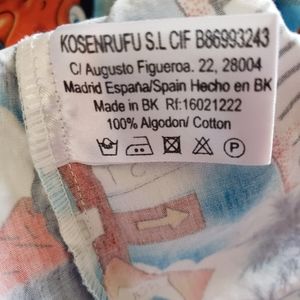 KOSENRUFU S.L CIF B86993243
C/ Augusto Figueroa. 22, 28004
Madrid España/Spain Hecho en BK
Made in BK Rf:16021222
100% Algodon/ Cotton
P